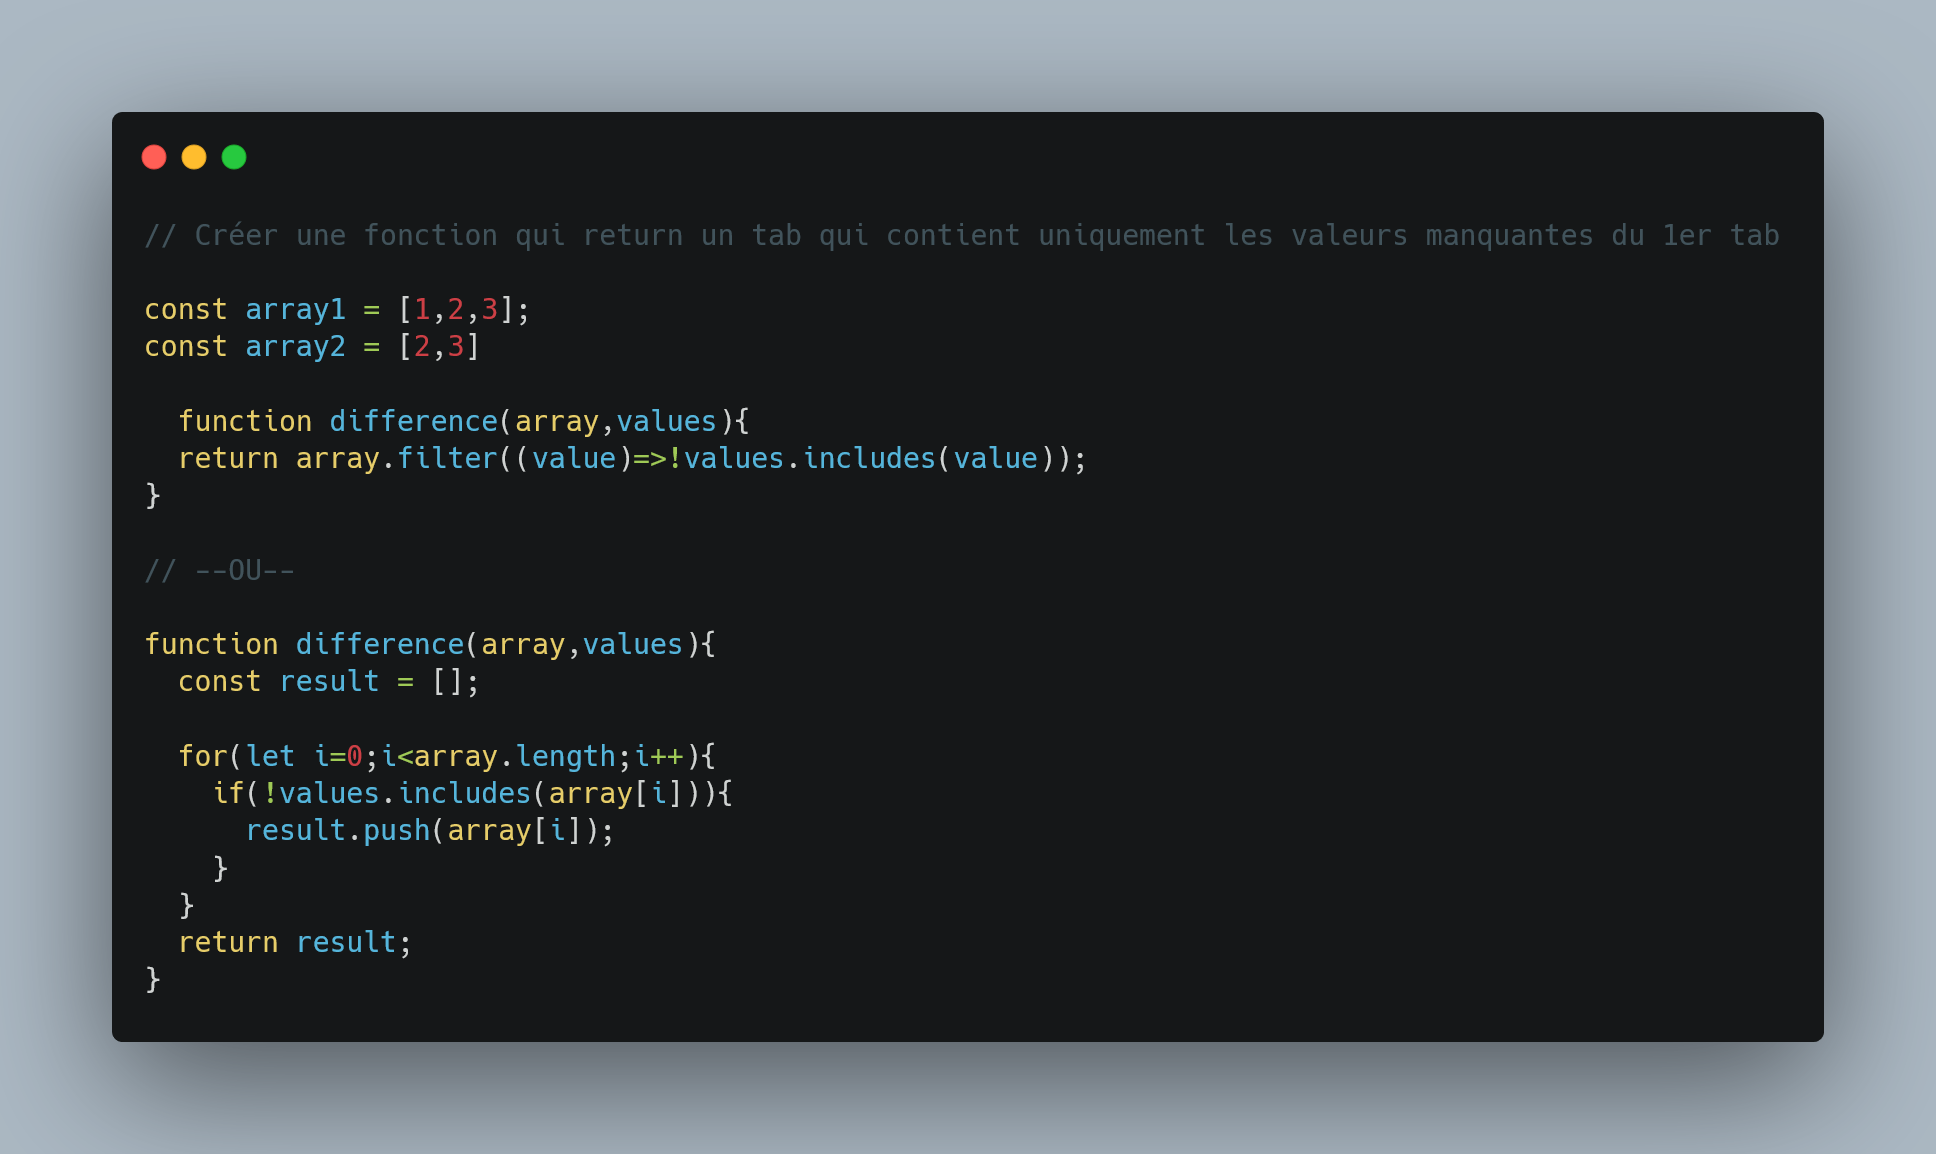 // Créer une fonction qui return un tab qui contient uniquement les valeurs manquantes du 1er tab
const array1 = [1,2,3];
const array2 = [2,3]
function difference(array,values){
return array.filter((value)=>!values.includes(value));
}
// --OU--
function difference(array,values){
const result = [];
for(let i=0;i<array.length;i++){
if(!values.includes(array[i])){
result.push(array[i]);
}
}
return result;
}